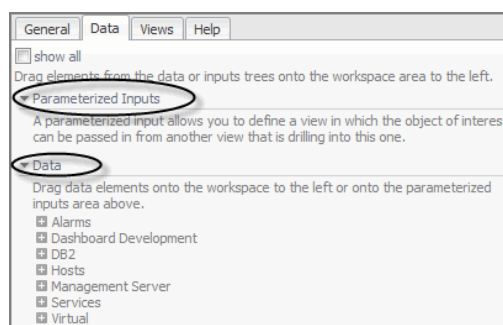 General Data Views Help
show all
Drag elements from the data or inputs trees onto the workspace area to the left.
Parameterized Inputs
A parameterized input allows you to define a view in which the object of interes
can be passed in from another view that is drilling into this one.
Data
Drag data elements onto the workspace to the left or onto the parameterized
inputs area above.
Alarms
Dashboard Development
DB2
Hosts
Management Server
Services
Virtual